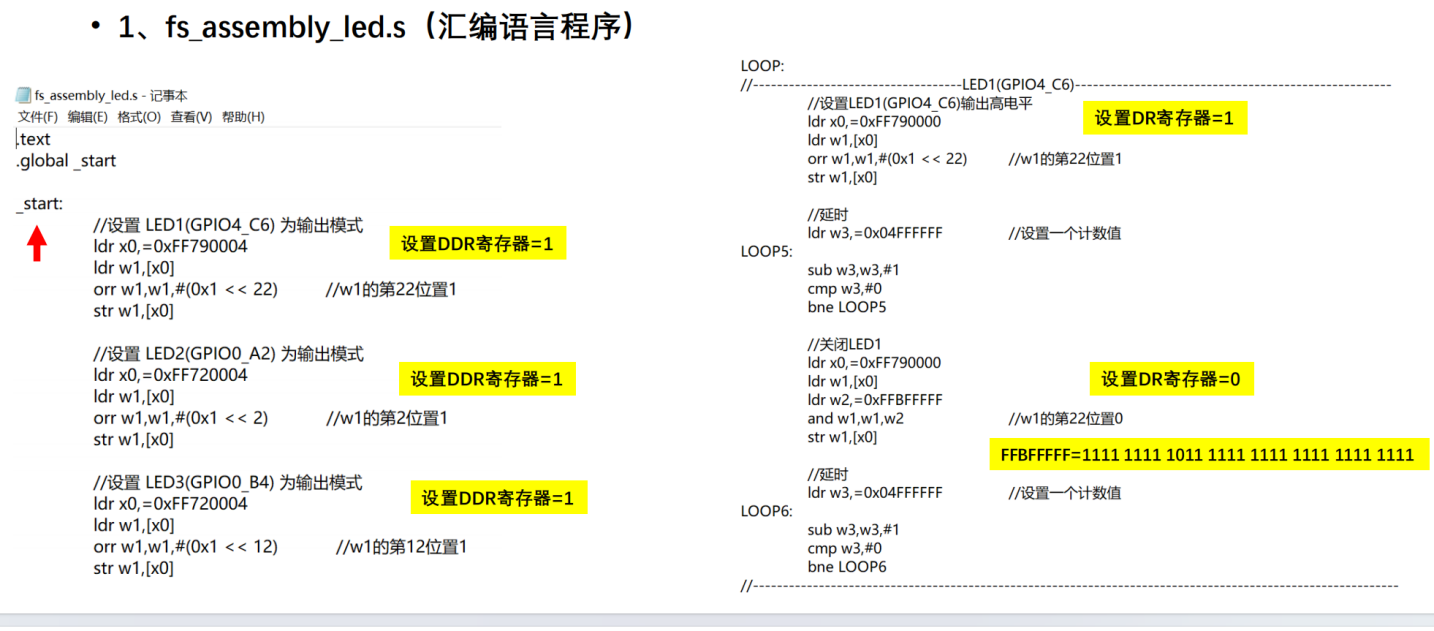 • 1、fs_assembly_led.s（汇编语言程序）
fs_assembly_led.s - 记事本
文件(F) 编辑(E) 格式(O) 查看(V) 帮助(H)
.text
.global _start
_start:
//设置 LED1(GPIO4_C6) 为输出模式
ldr x0,=0xFF790004
设置DDR寄存器=1
ldr w1,[x0]
orr w1,w1,#(0x1 << 22) //w1的第22位置1
str w1,[x0]
//设置 LED2(GPIO0_A2) 为输出模式
ldr x0,=0xFF720004
设置DDR寄存器=1
ldr w1,[x0]
orr w1,w1,#(0x1 << 2) //w1的第2位置1
str w1,[x0]
//设置 LED3(GPIO0_B4) 为输出模式
ldr x0,=0xFF720004
设置DDR寄存器=1
ldr w1,[x0]
orr w1,w1,#(0x1 << 12) //w1的第12位置1
str w1,[x0]
LOOP:
//-----------------------------------LED1(GPIO4_C6)-----------------------------------------------------
//设置LED1(GPIO4_C6)输出高电平
ldr x0,=0xFF790000
设置DR寄存器=1
ldr w1,[x0]
orr w1,w1,#(0x1 << 22) //w1的第22位置1
str w1,[x0]
//延时
ldr w3,=0x04FFFFFF //设置一个计数值
LOOP5:
sub w3,w3,#1
cmp w3,#0
bne LOOP5
//关闭LED1
ldr x0,=0xFF790000
设置DR寄存器=0
ldr w1,[x0]
ldr w2,=0xFFBFFFFF
and w1,w1,w2 //w1的第22位置0
str w1,[x0]
FFBFFFFF=1111 1111 1011 1111 1111 1111 1111 1111
//延时
ldr w3,=0x04FFFFFF //设置一个计数值
LOOP6:
sub w3,w3,#1
cmp w3,#0
bne LOOP6
//------------------------------------------------------------------------------------------------------------